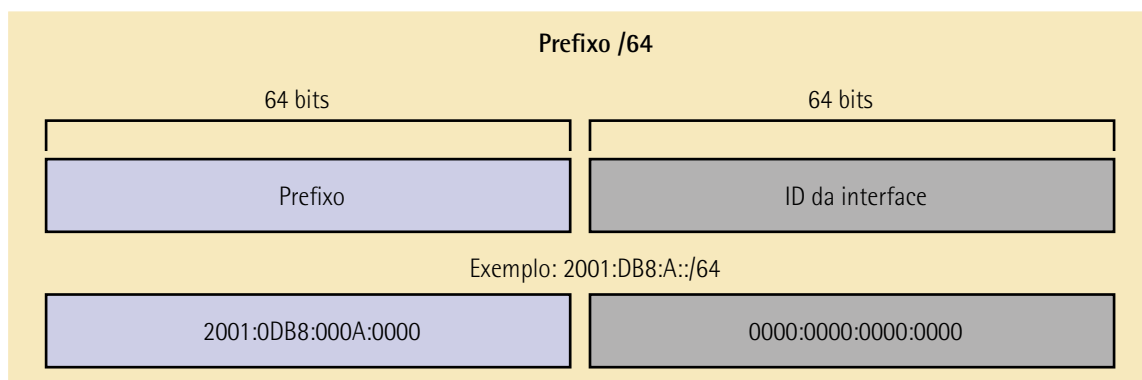 Prefixo /64
64 bits 64 bits
Prefixo ID da interface
Exemplo: 2001:DB8:A::/64
2001:0DB8:000A:0000 0000:0000:0000:0000